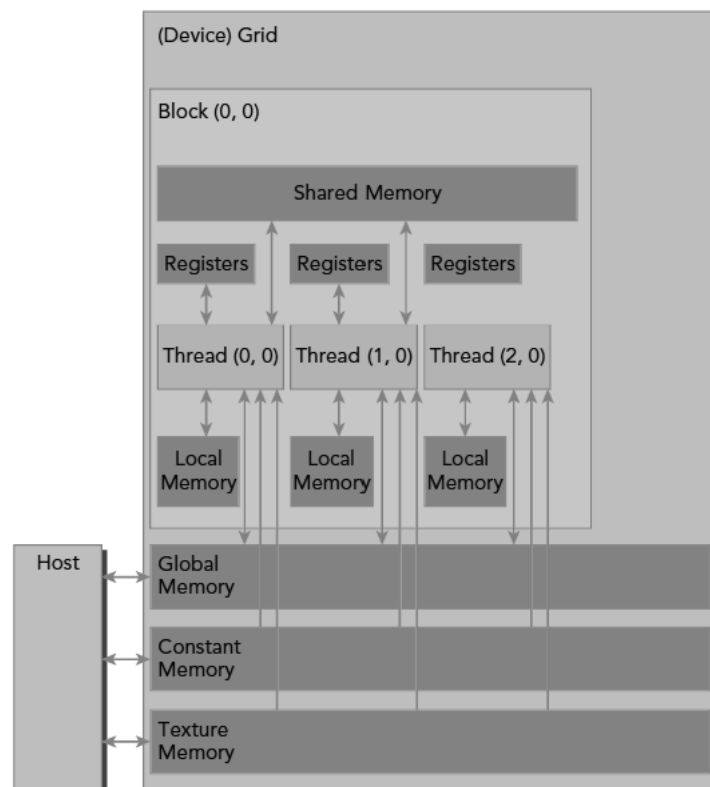 (Device) Grid
Block (0, 0)
Shared Memory
Registers
Registers
Registers
Thread (0, 0)
Thread (1, 0)
Thread (2, 0)
Local
Memory
Local
Memory
Local
Memory
Host
Global
Memory
Constant
Memory
Texture
Memory